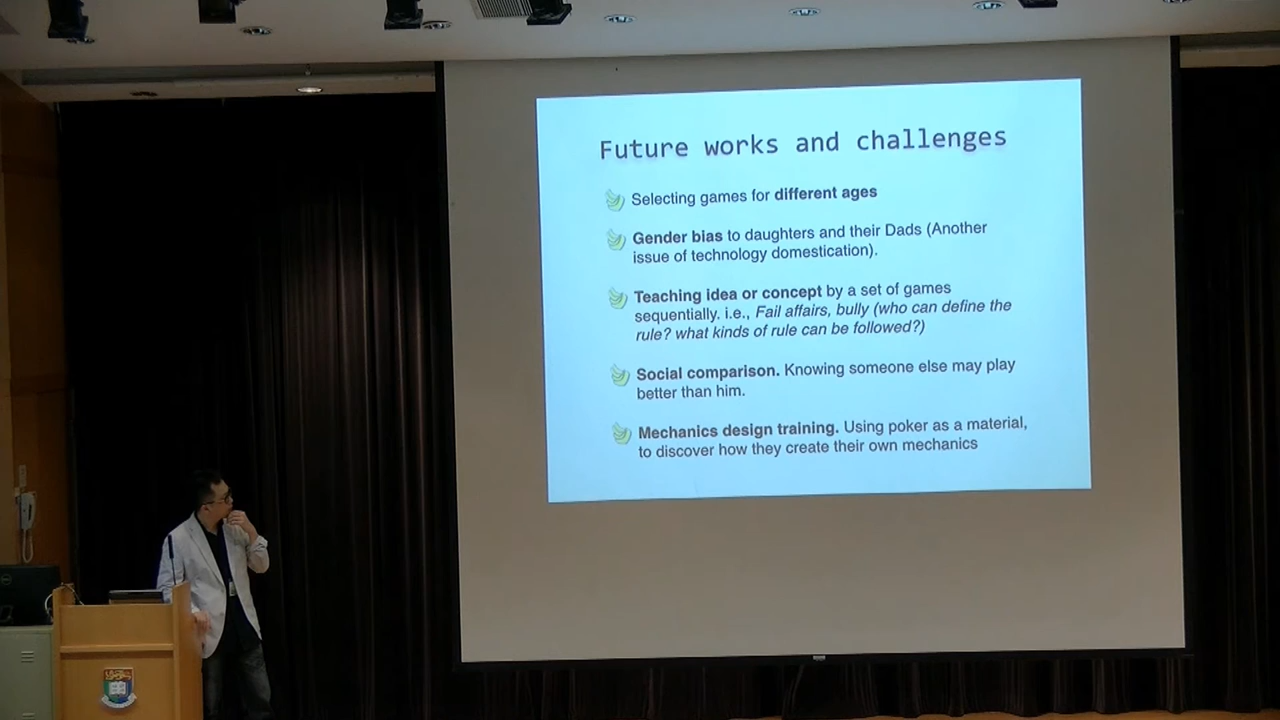 Future works and challenges
Selecting games for different ages
Gender bias to daughters and their Dads (Another
issue of technology domestication).
Teaching idea or concept by a set of games
sequentially. i.e., Fail affairs, bully (who can define the
rule? what kinds of rule can be followed?)
Social comparison. Knowing someone else may play
better than him.
Mechanics design training. Using poker as a material,
to discover how they create their own mechanics